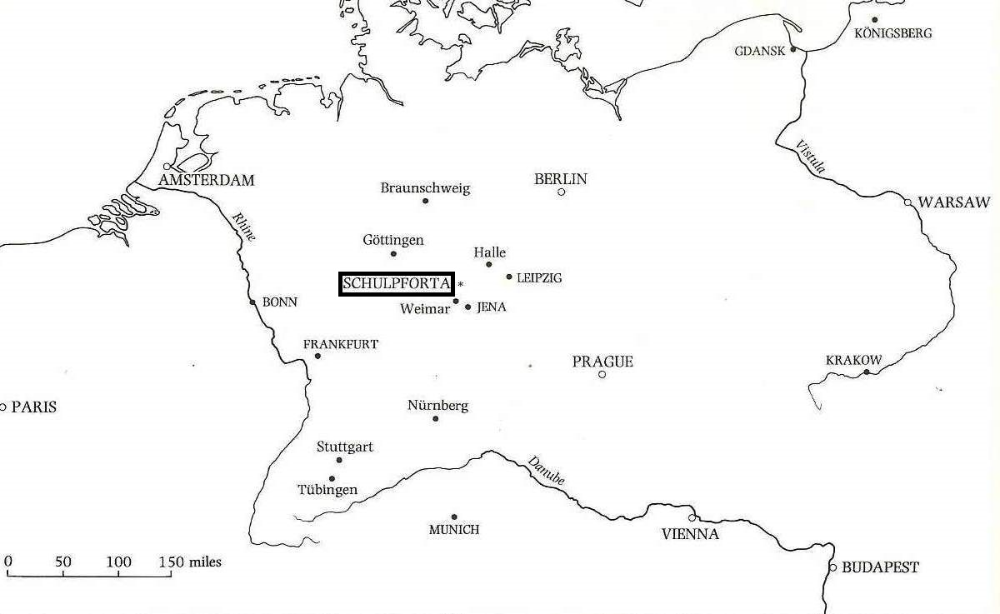 KÖNIGSBERG
GDANSK
Vistula
AMSTERDAM
BERLIN
Braunschweig
WARSAW
Rhine
Göttingen
Halle
LEIPZIG
SCHULPFORTA *
BONN
Weimar
JENA
FRANKFURT
PRAGUE
KRAKOW
PARIS
Nürnberg
Stuttgart
Danube
Tübingen
MUNICH
VIENNA
0 50 100 150 miles
BUDAPEST